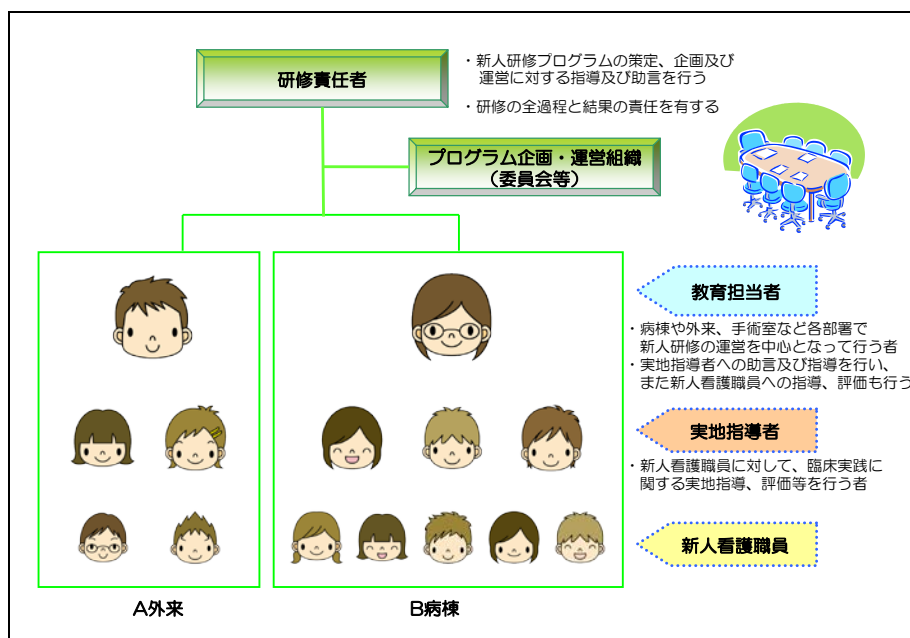 研修責任者
・新人研修プログラムの策定、企画及び
運営に対する指導及び助言を行う
・研修の全過程と結果の責任を有する
プログラム企画・運営組織
（委員会等）
教育担当者
・病棟や外来、手術室など各部署で
新人研修の運営を中心となって行う者
・実地指導者への助言及び指導を行い、
また新人看護職員への指導、評価も行う
実地指導者
・新人看護職員に対して、臨床実践に
関する実地指導、評価等を行う者
新人看護職員
A外来
B病棟